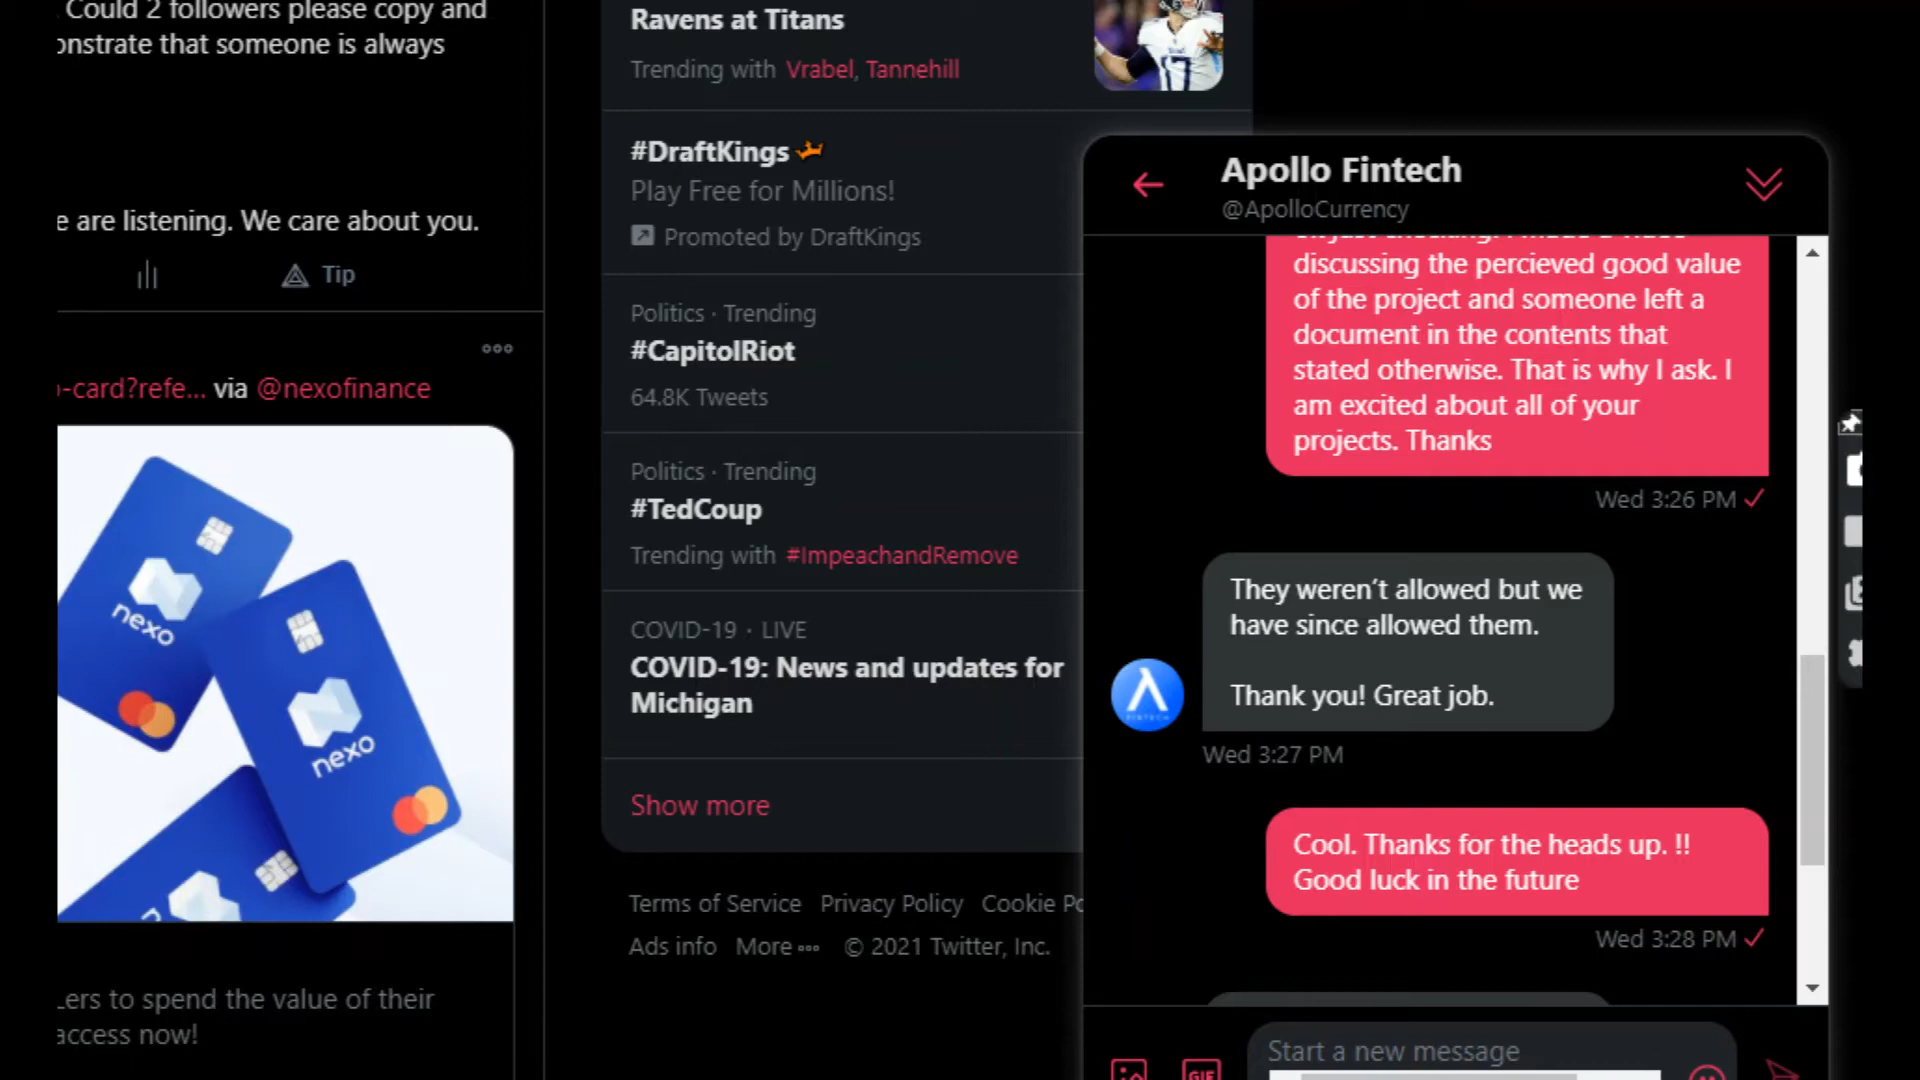 Could 2 followers please copy and
onstrate that someone is always
e are listening. We care about you.
Tip
-card?refe... via @nexofinance
nexo
nexo
ers to spend the value of their
access now!
Ravens at Titans
Trending with Vrabel, Tannehill
17
#DraftKings
Play Free for Millions!
Promoted by DraftKings
Politics · Trending
#CapitolRiot
64.8K Tweets
Politics · Trending
#TedCoup
Trending with #ImpeachandRemove
COVID-19 · LIVE
COVID-19: News and updates for
Michigan
Show more
Terms of Service Privacy Policy Cookie Po
Ads info More ••• © 2021 Twitter, Inc.
Apollo Fintech
@ApolloCurrency
discussing the percieved good value
of the project and someone left a
document in the contents that
stated otherwise. That is why I ask. I
am excited about all of your
projects. Thanks
Wed 3:26 PM
They weren't allowed but we
have since allowed them.
Thank you! Great job.
FINTECH
Wed 3:27 PM
Cool. Thanks for the heads up. !!
Good luck in the future
Wed 3:28 PM
Start a new message
GIF